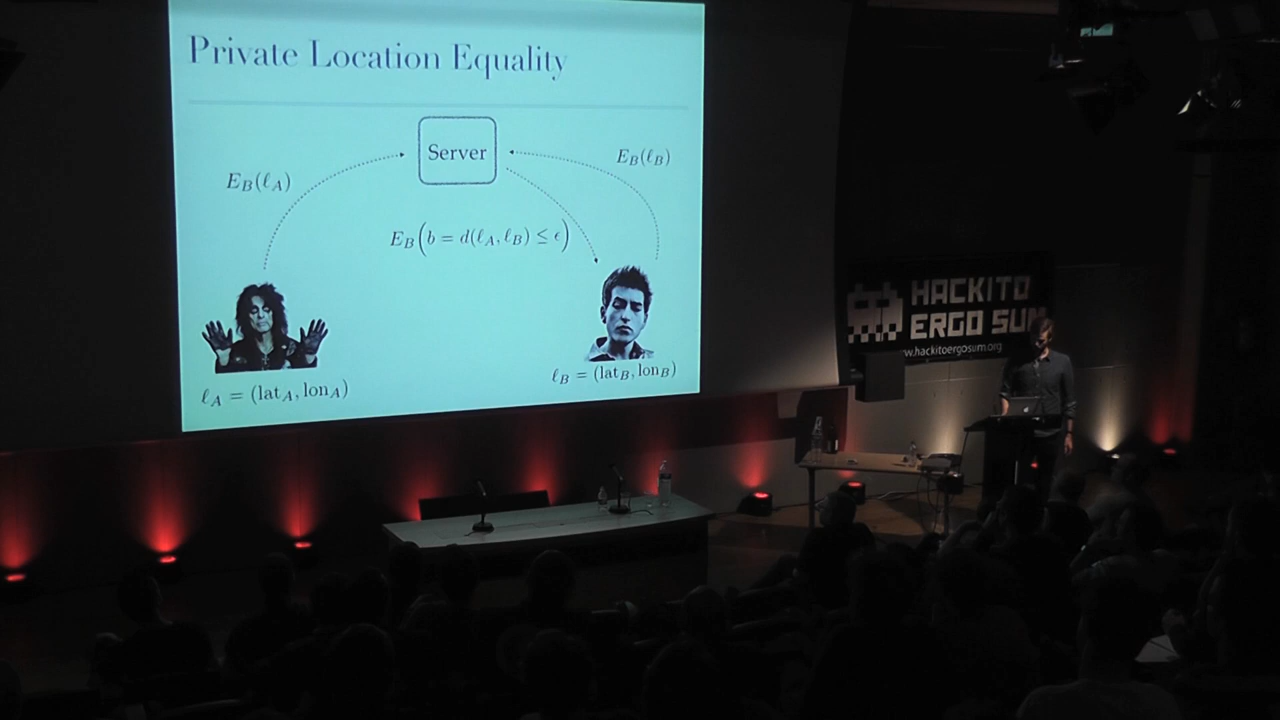 Private Location Equality
Server
E_B(ℓ_A)
E_B(ℓ_B)
E_B(b = d(ℓ_A, ℓ_B) ≤ ϵ)
ℓ_A = (lat_A, lon_A)
ℓ_B = (lat_B, lon_B)
HACKITO
ERGO SUM
www.hackitoergosum.org